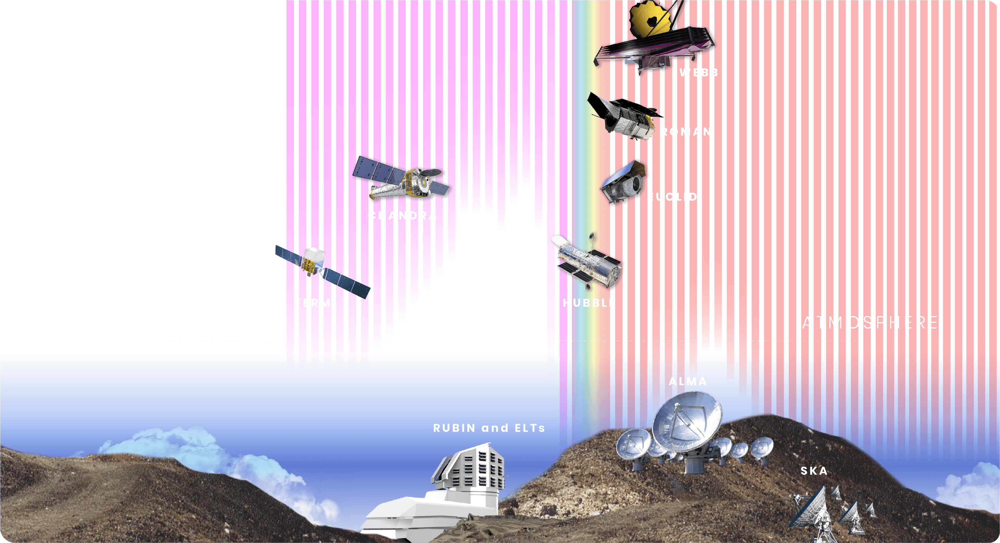 WEBB
ROMAN
EUCLID
CHANDRA
FERMI
HUBBLE
ATMOSPHERE
ALMA
RUBIN and ELTs
SKA